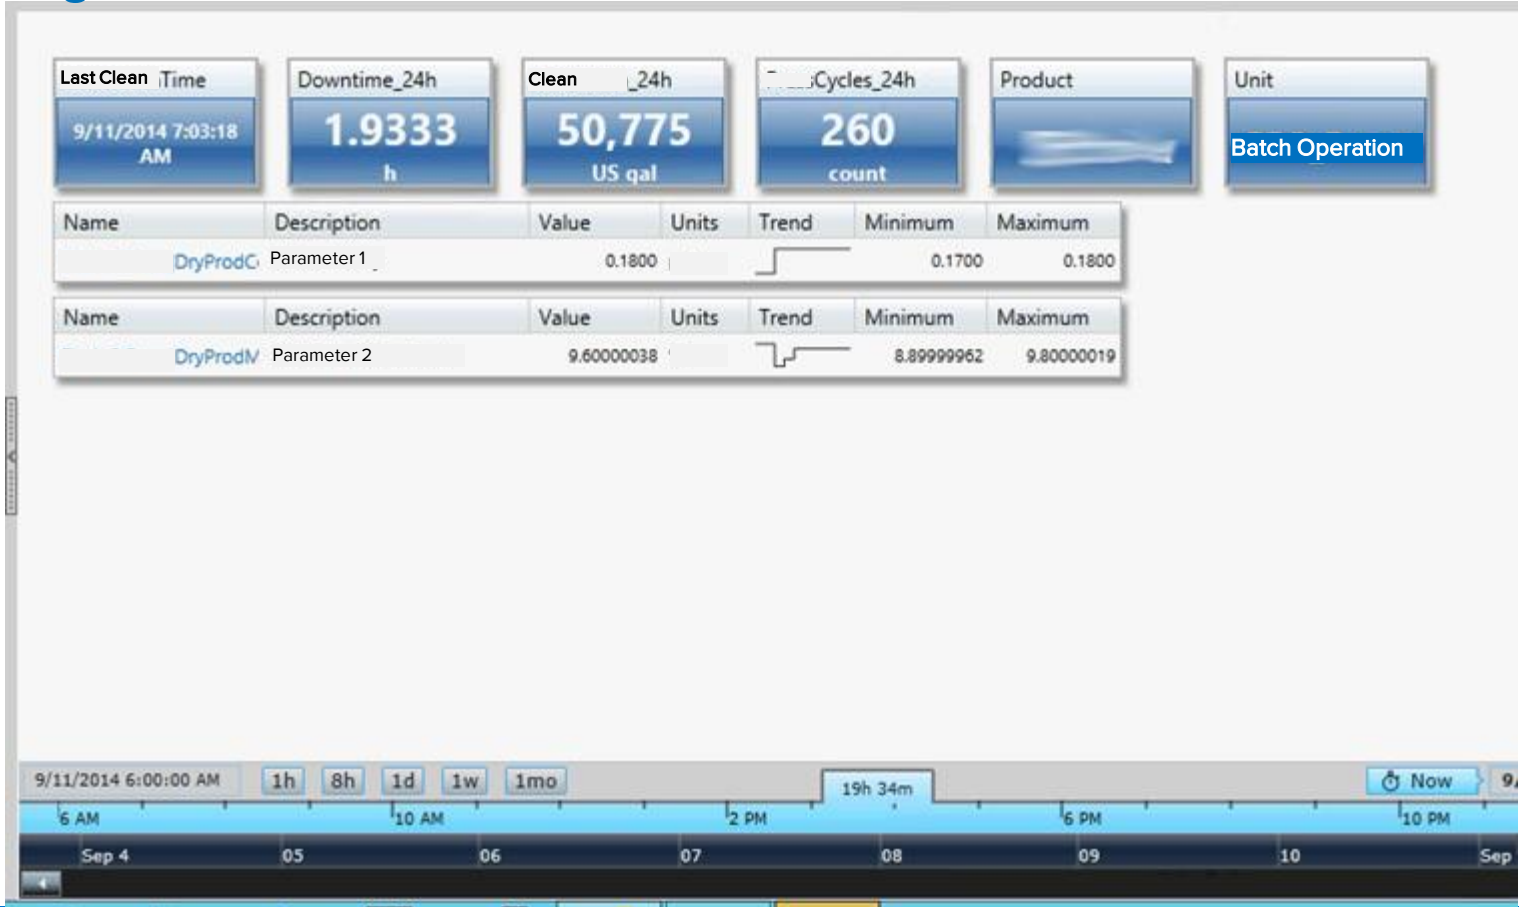 Last Clean Time
9/11/2014 7:03:18
AM
Downtime_24h
1.9333
h
Clean _24h
50,775
US gal
Cycles_24h
260
count
Product
Unit
Batch Operation
Name Description Value Units Trend Minimum Maximum
DryProdC Parameter 1 0.1800 0.1700 0.1800
Name Description Value Units Trend Minimum Maximum
DryProdM Parameter 2 9.60000038 8.89999962 9.80000019
9/11/2014 6:00:00 AM 1h 8h 1d 1w 1mo 19h 34m Now 9/
6 AM 10 AM 2 PM 6 PM 10 PM
Sep 4 05 06 07 08 09 10 Sep